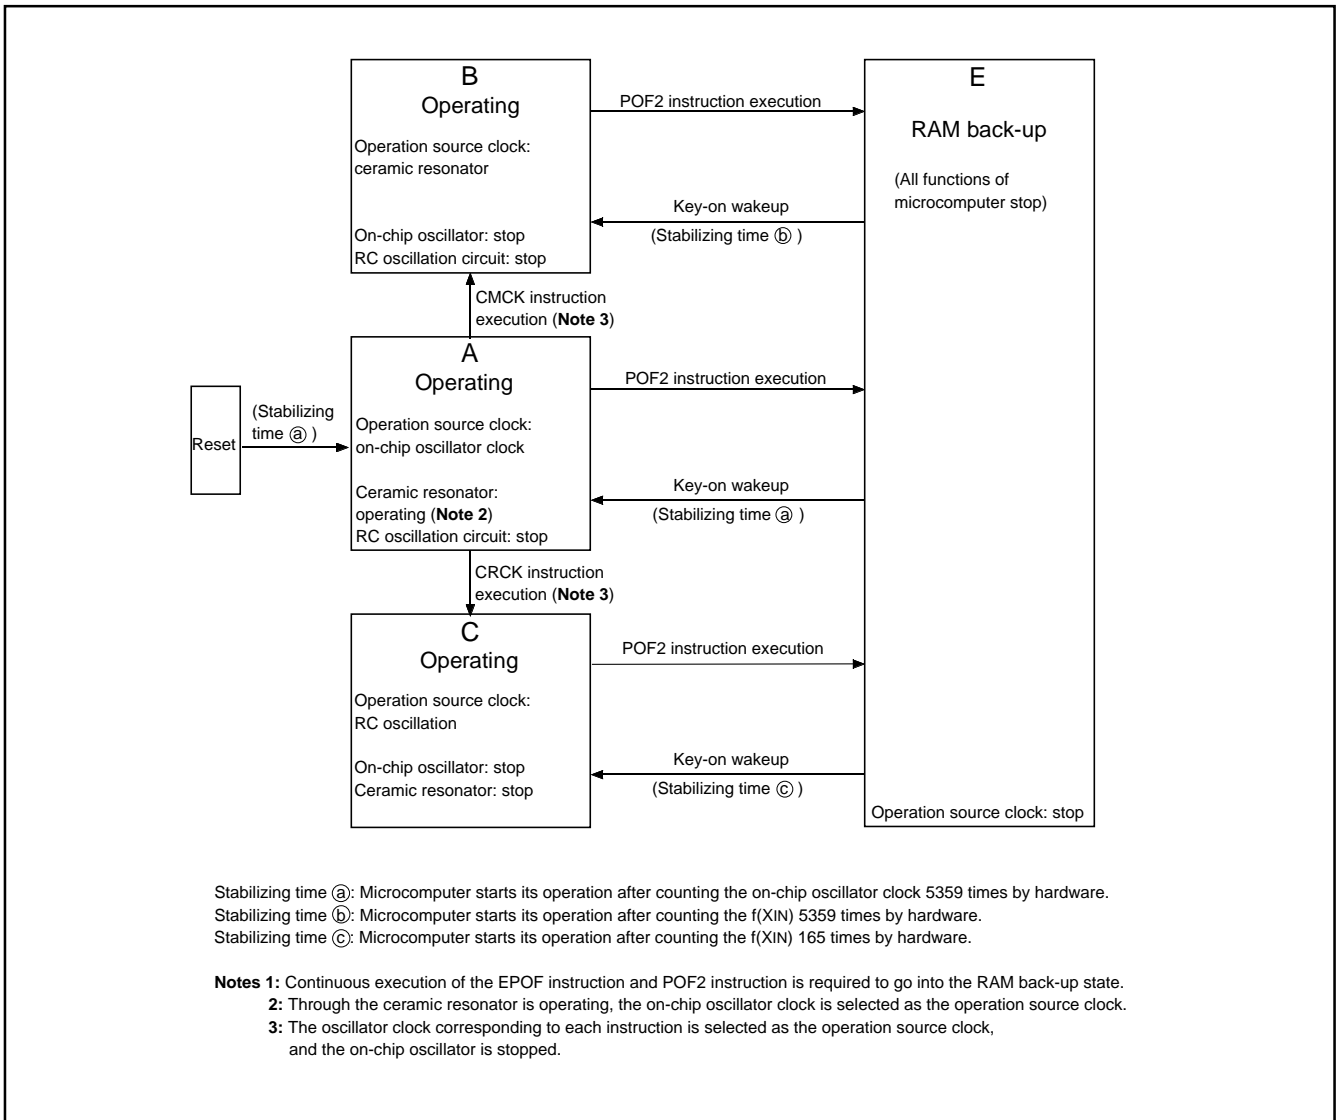 B
Operating
Operation source clock:
ceramic resonator
On-chip oscillator: stop
RC oscillation circuit: stop
POF2 instruction execution
Key-on wakeup
(Stabilizing time ⓑ )
E
RAM back-up
(All functions of
microcomputer stop)
CMCK instruction
execution (Note 3)
Reset
(Stabilizing
time ⓐ )
A
Operating
Operation source clock:
on-chip oscillator clock
Ceramic resonator:
operating (Note 2)
RC oscillation circuit: stop
POF2 instruction execution
Key-on wakeup
(Stabilizing time ⓐ )
CRCK instruction
execution (Note 3)
C
Operating
Operation source clock:
RC oscillation
On-chip oscillator: stop
Ceramic resonator: stop
POF2 instruction execution
Key-on wakeup
(Stabilizing time ⓒ )
Operation source clock: stop
Stabilizing time ⓐ: Microcomputer starts its operation after counting the on-chip oscillator clock 5359 times by hardware.
Stabilizing time ⓑ: Microcomputer starts its operation after counting the f(XIN) 5359 times by hardware.
Stabilizing time ⓒ: Microcomputer starts its operation after counting the f(XIN) 165 times by hardware.
Notes 1: Continuous execution of the EPOF instruction and POF2 instruction is required to go into the RAM back-up state.
2: Through the ceramic resonator is operating, the on-chip oscillator clock is selected as the operation source clock.
3: The oscillator clock corresponding to each instruction is selected as the operation source clock,
and the on-chip oscillator is stopped.